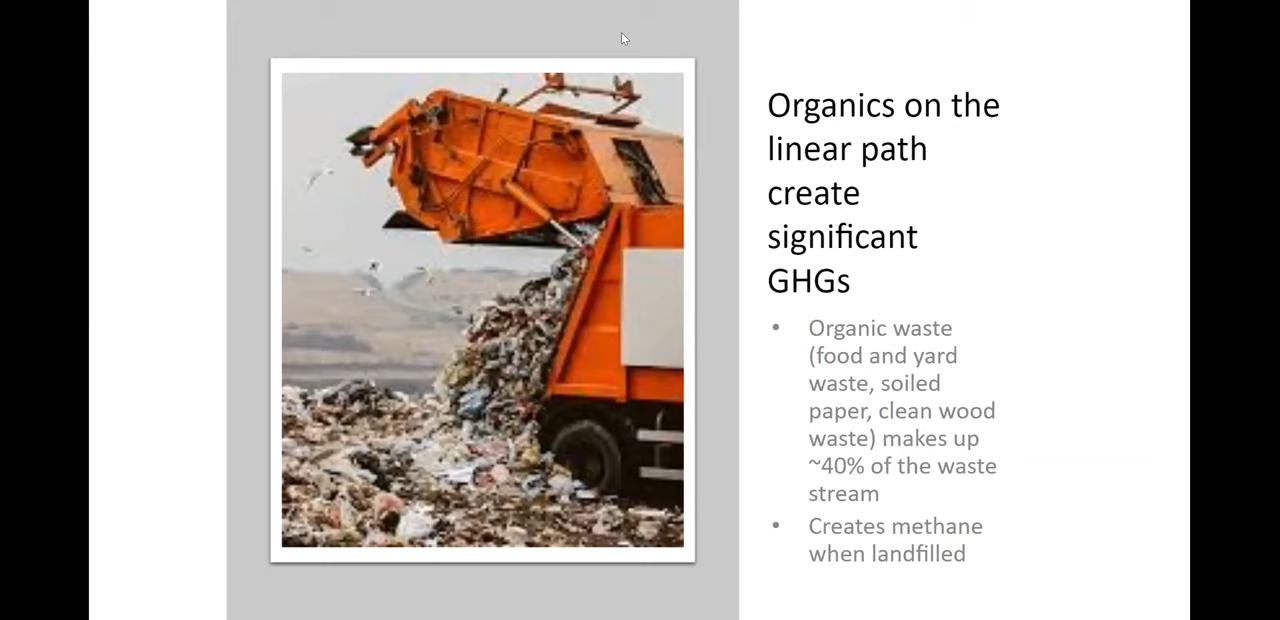 Organics on the
linear path
create
significant
GHGs
• Organic waste
(food and yard
waste, soiled
paper, clean wood
waste) makes up
~40% of the waste
stream
• Creates methane
when landfilled